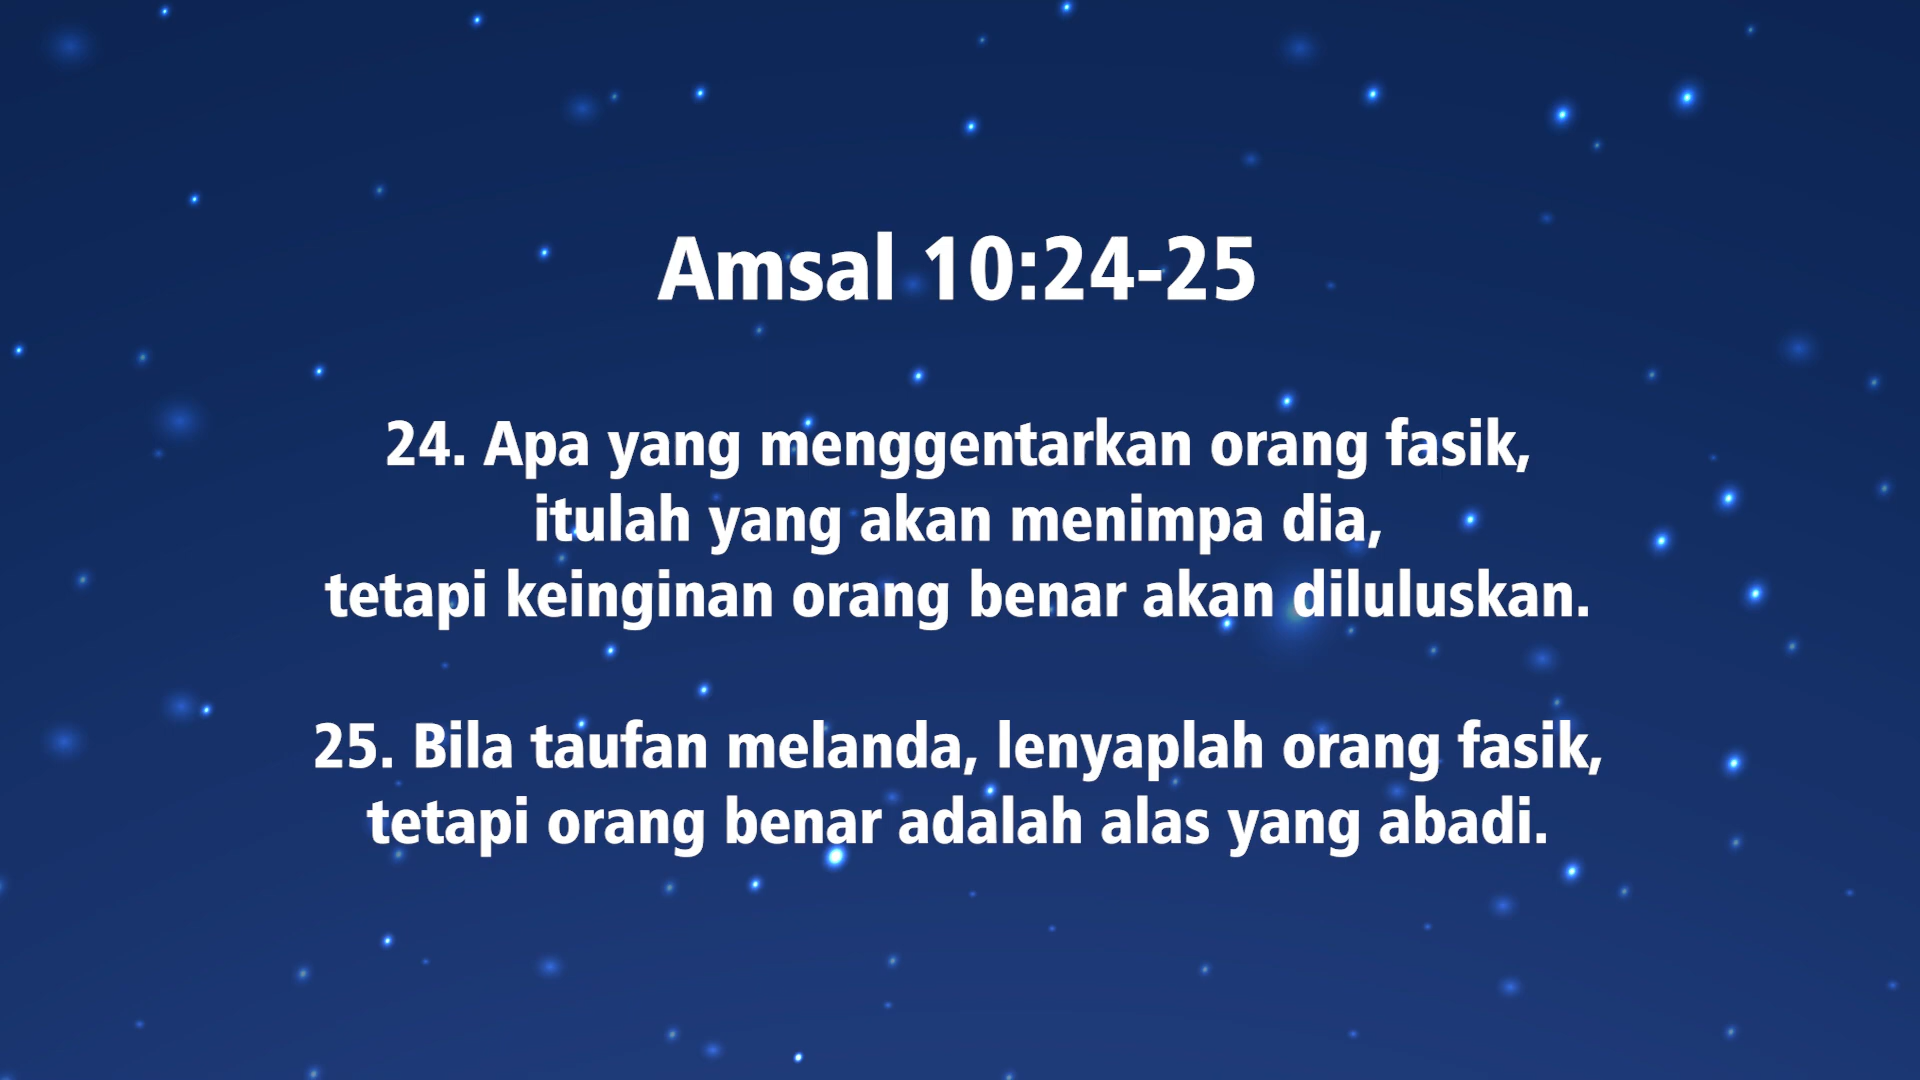 Amsal 10:24-25
24. Apa yang menggentarkan orang fasik,
itulah yang akan menimpa dia,
tetapi keinginan orang benar akan diluluskan.
25. Bila taufan melanda, lenyaplah orang fasik,
tetapi orang benar adalah alas yang abadi.